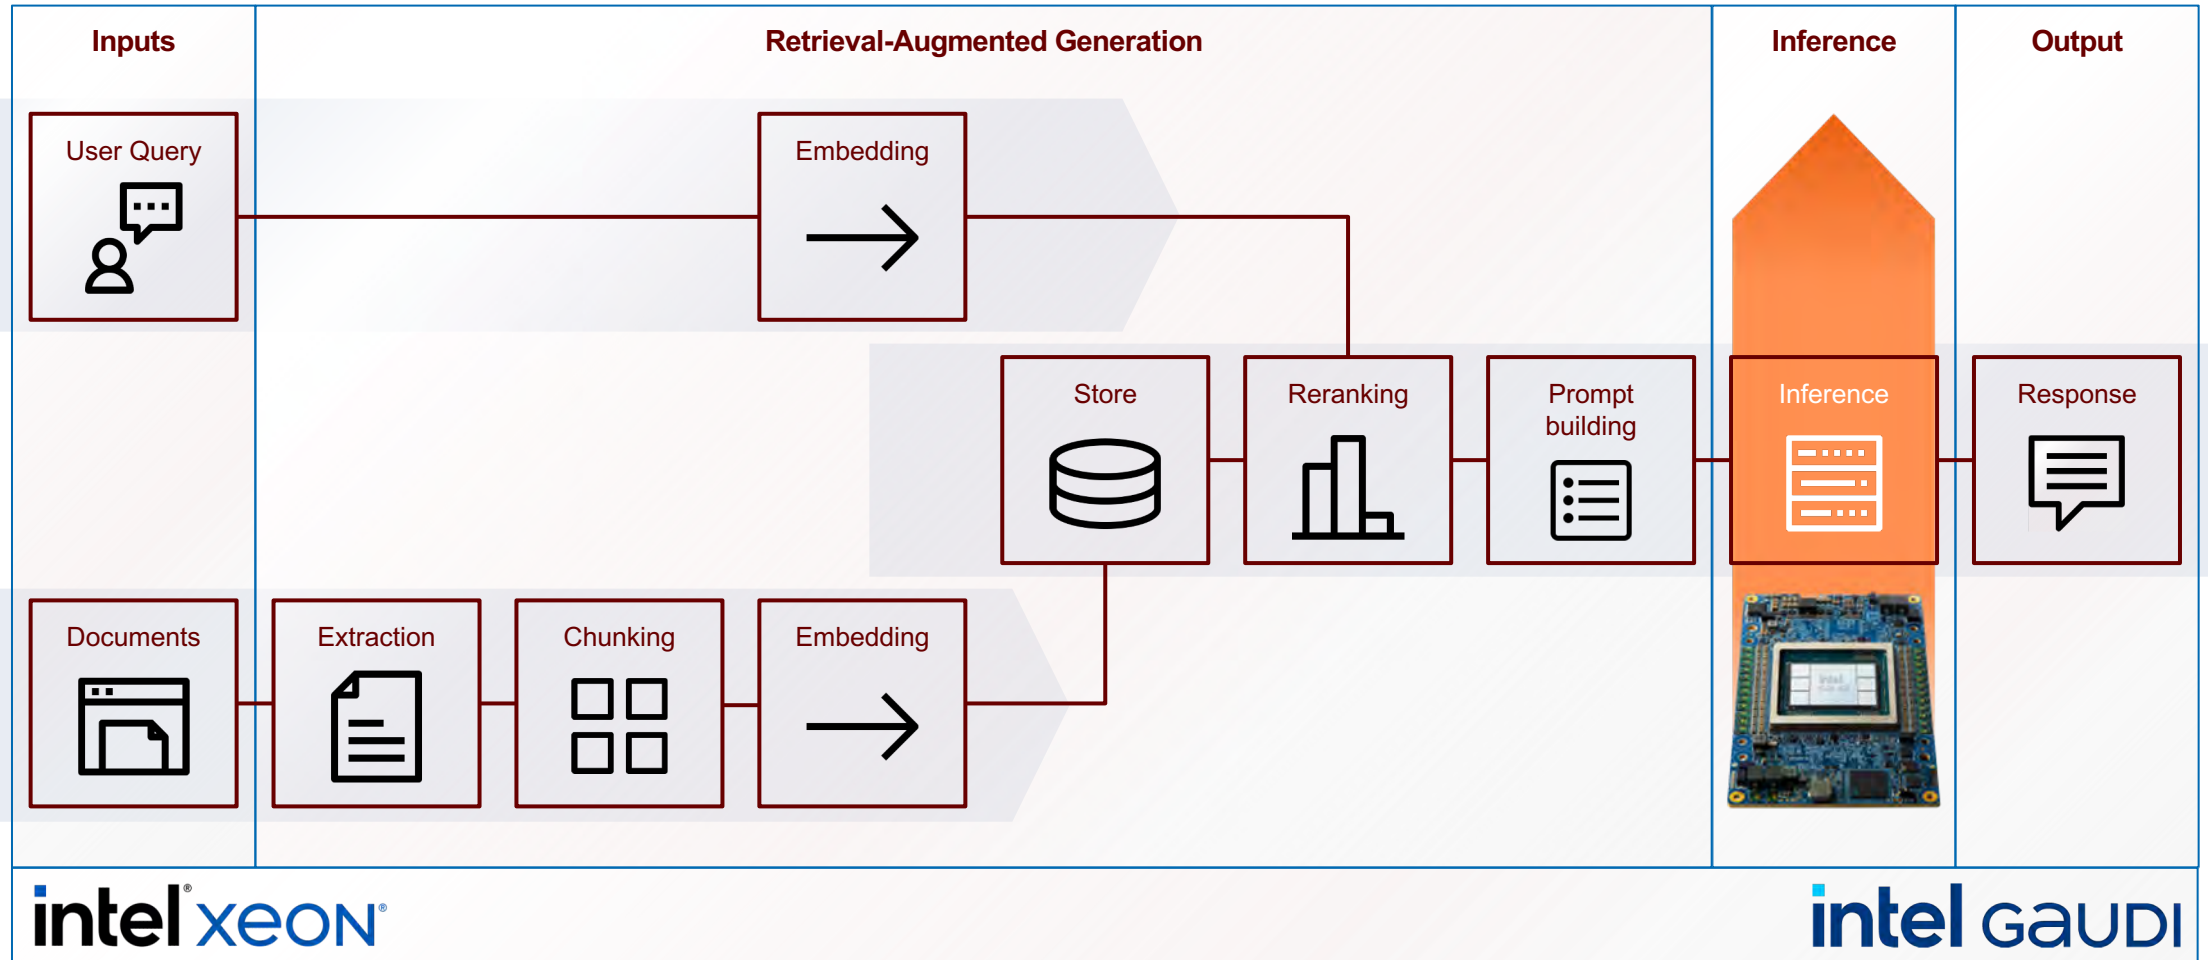 Inputs
Retrieval-Augmented Generation
Inference
Output
User Query
Embedding
Store
Reranking
Prompt
building
Inference
Response
Documents
Extraction
Chunking
Embedding
intel
intel® xeon®
intel GAUDI